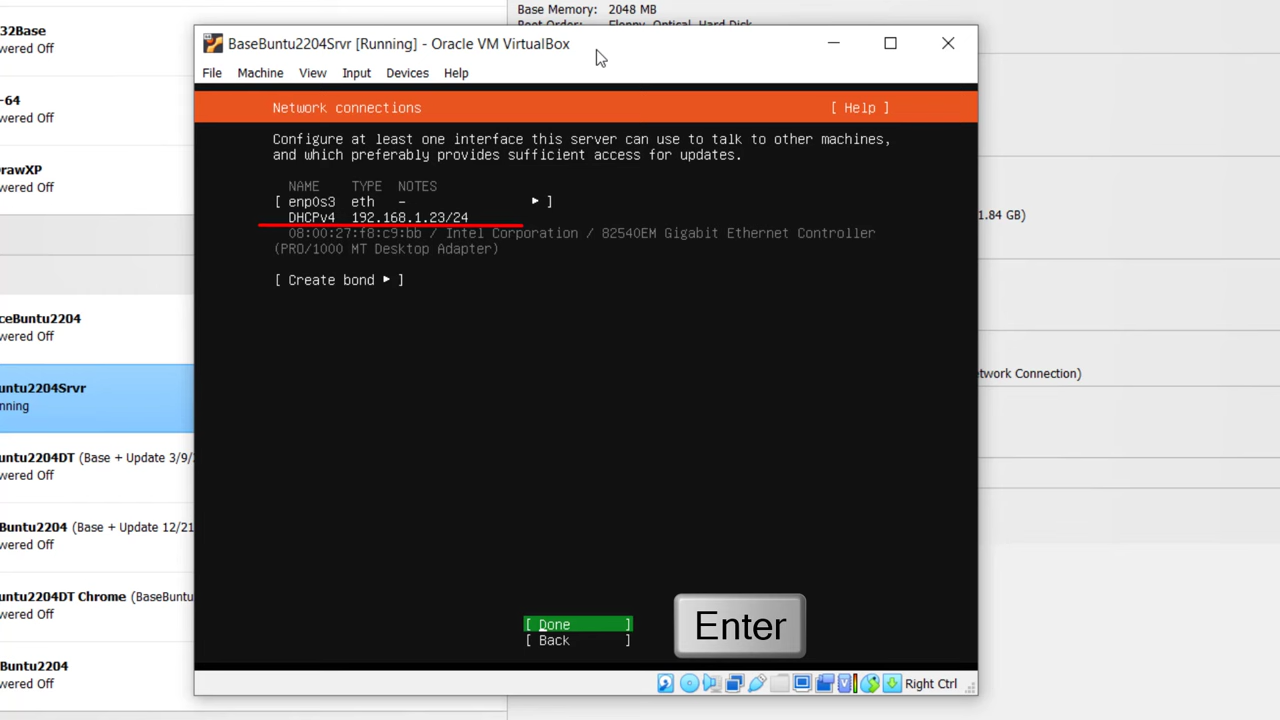 Base Memory: 2048 MB
32Base
wered Off
BaseBuntu2204Srvr [Running] - Oracle VM VirtualBox
File Machine View Input Devices Help
-64
wered Off
Network connections [ Help ]
Configure at least one interface this server can use to talk to other machines,
and which preferably provides sufficient access for updates.
DrawXP
wered Off
NAME TYPE NOTES
[ enp0s3 eth - ▸ ]
DHCPv4 192.168.1.23/24
1.84 GB)
08:00:27:f8:c9:bb / Intel Corporation / 82540EM Gigabit Ethernet Controller
(PRO/1000 MT Desktop Adapter)
[ Create bond ▸ ]
ceBuntu2204
wered Off
untu2204Srvr
nning
etwork Connection)
untu2204DT (Base + Update 3/9/
wered Off
Buntu2204 (Base + Update 12/21
wered Off
untu2204DT Chrome (BaseBuntu
wered Off
[ Done ]
[ Back ]
Enter
Buntu2204
wered Off
Right Ctrl